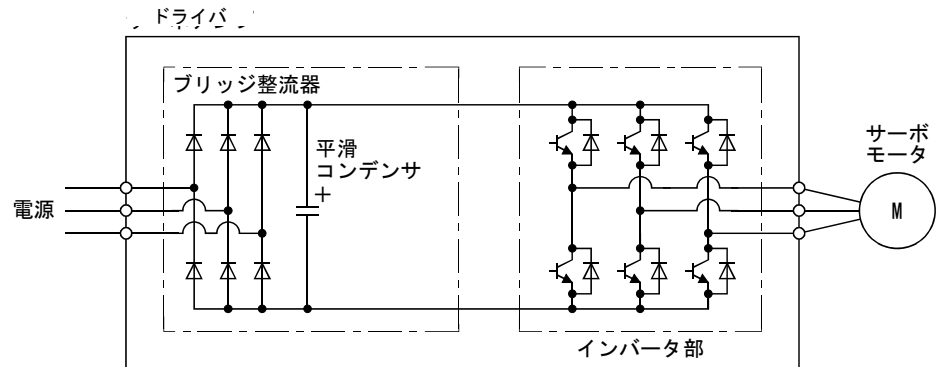 ドライバ
ブリッジ整流器
平滑
コンデンサ
+
電源
サーボ
モータ
M
インバータ部